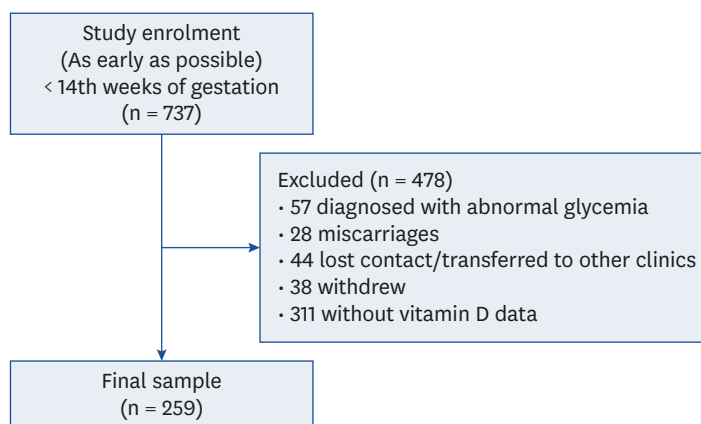 Study enrolment
(As early as possible)
< 14th weeks of gestation
(n = 737)
Excluded (n = 478)
• 57 diagnosed with abnormal glycemia
• 28 miscarriages
• 44 lost contact/transferred to other clinics
• 38 withdrew
• 311 without vitamin D data
Final sample
(n = 259)